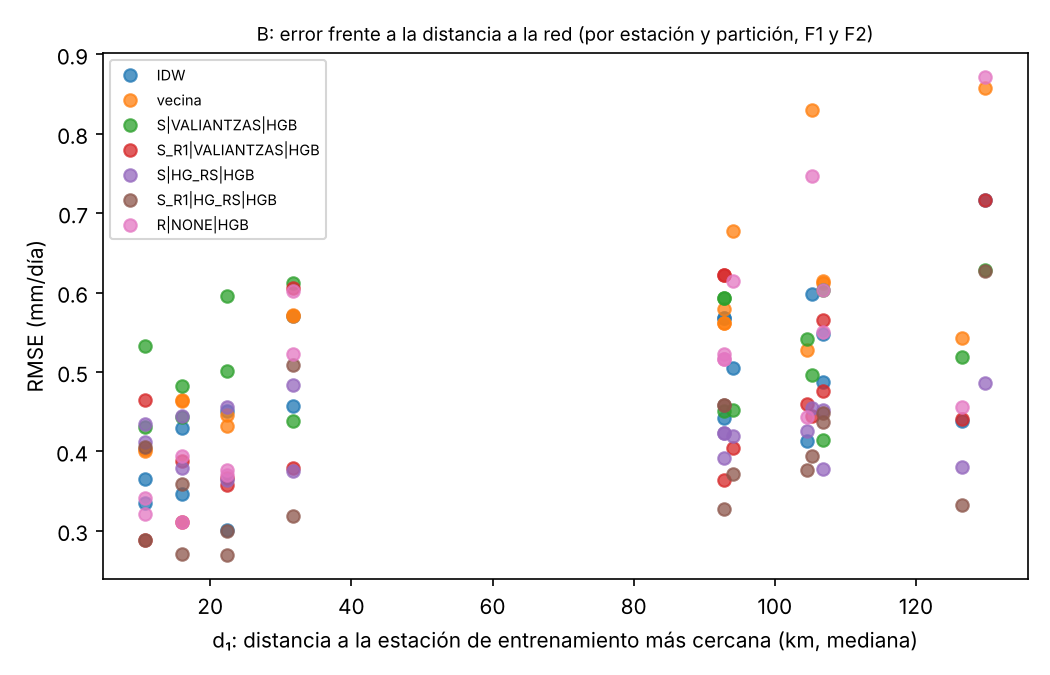 B: error frente a la distancia a la red (por estación y partición, F1 y F2)
0.9
0.8
0.7
0.6
0.5
0.4
0.3
RMSE (mm/día)
IDW
vecina
S|VALIANTZAS|HGB
S_R1|VALIANTZAS|HGB
S|HG_RS|HGB
S_R1|HG_RS|HGB
R|NONE|HGB
20 40 60 80 100 120
d₁: distancia a la estación de entrenamiento más cercana (km, mediana)